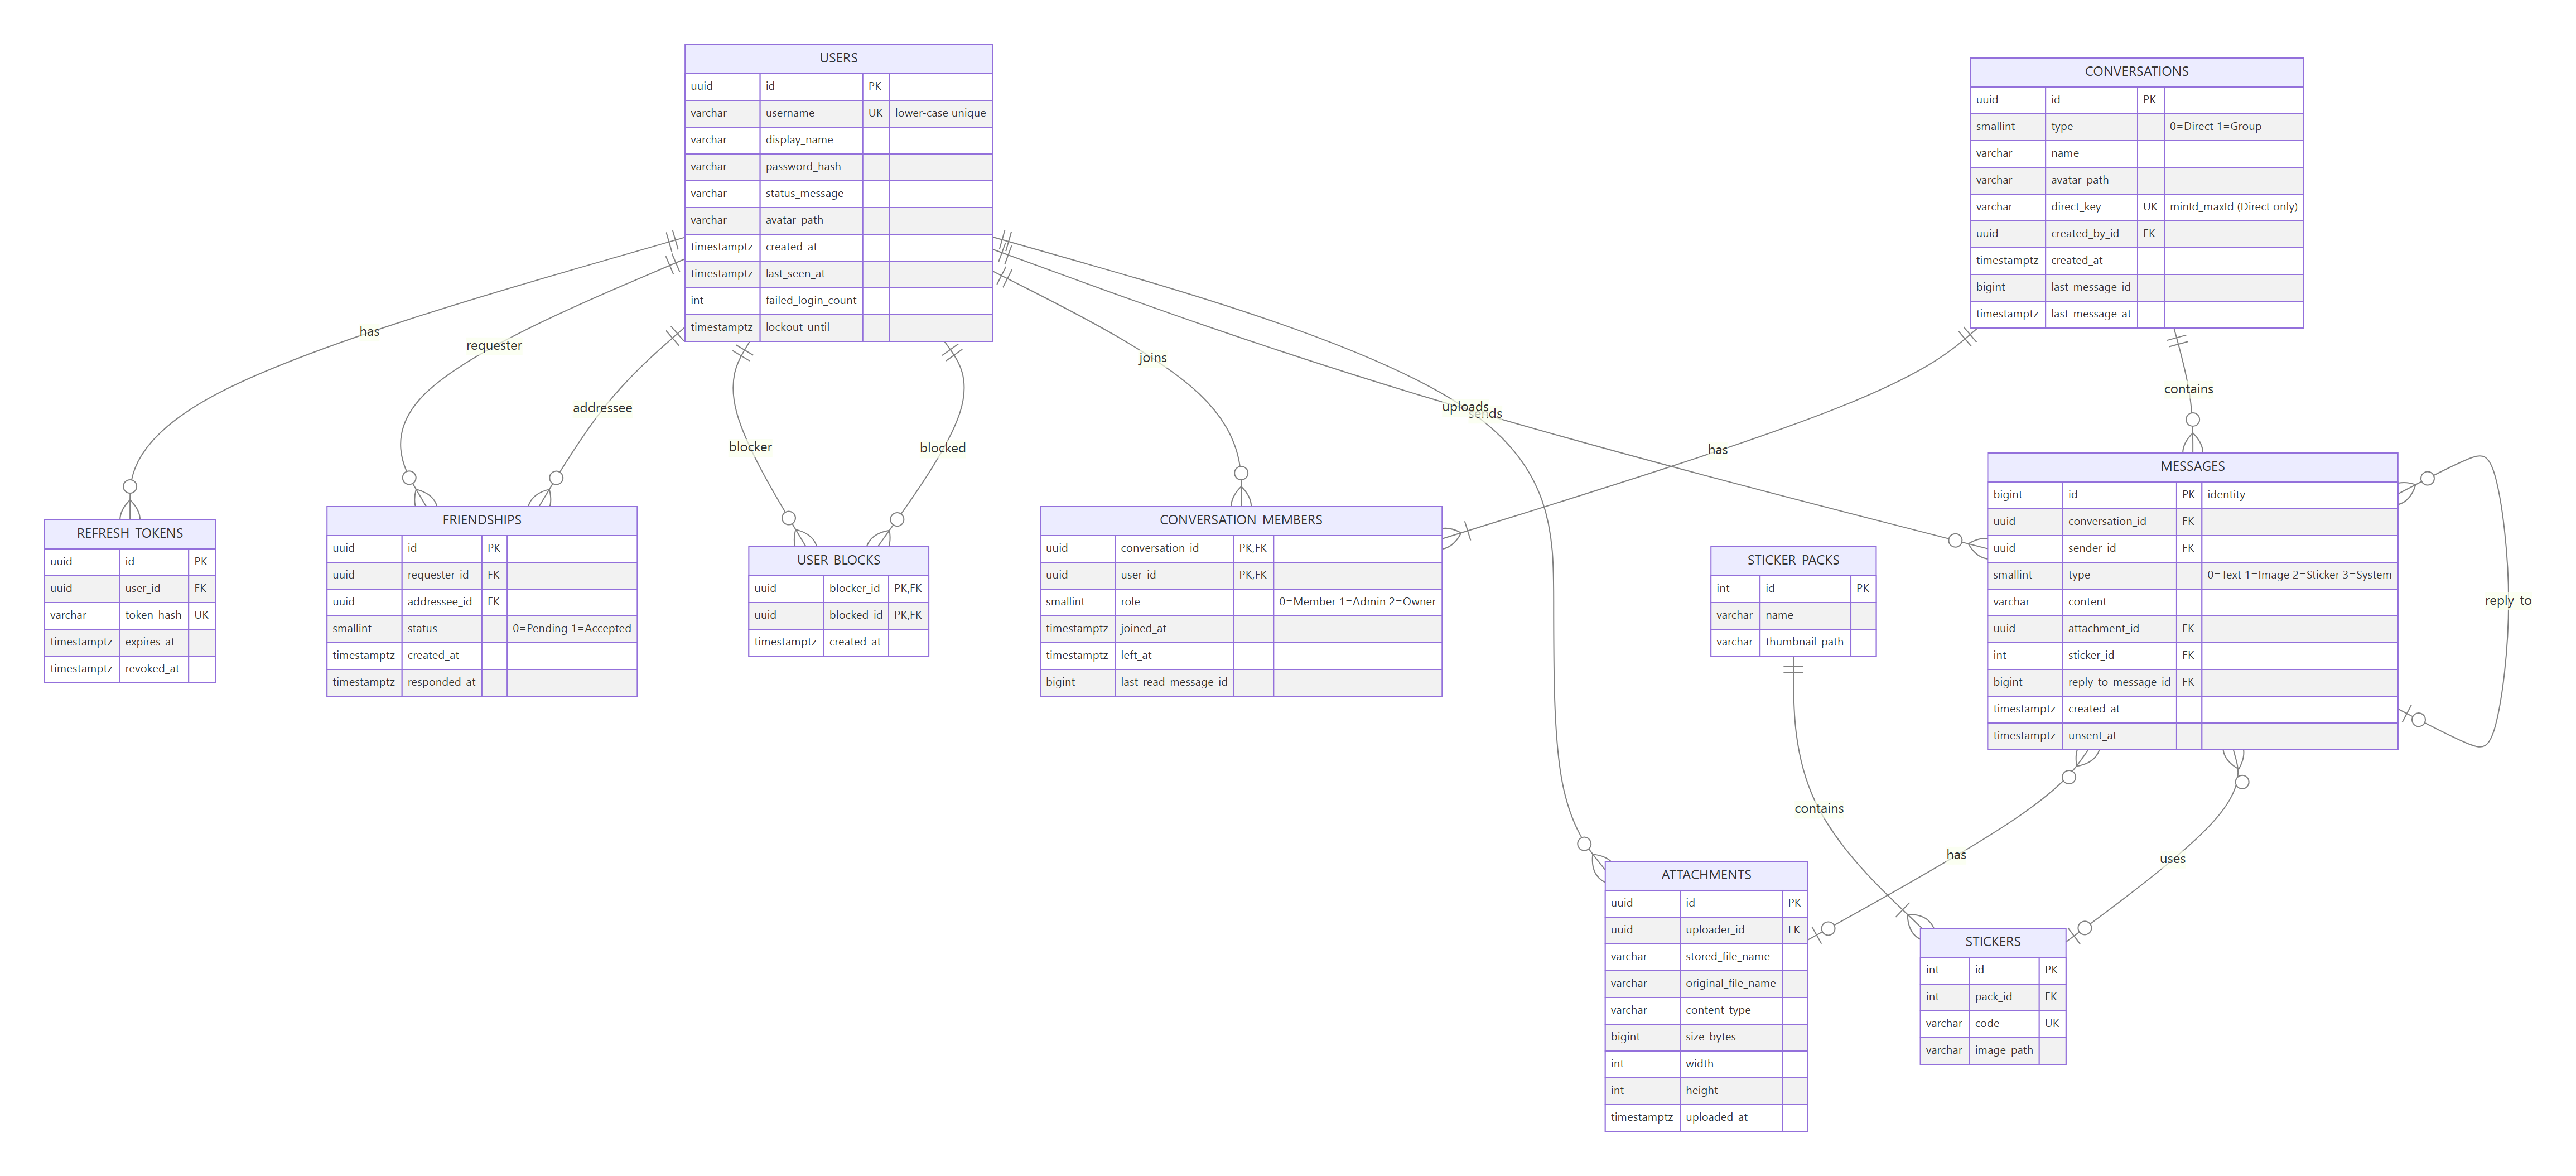 USERS
uuid id PK
varchar username UK lower-case unique
varchar display_name
varchar password_hash
varchar status_message
varchar avatar_path
timestamptz created_at
timestamptz last_seen_at
int failed_login_count
timestamptz lockout_until
CONVERSATIONS
uuid id PK
smallint type 0=Direct 1=Group
varchar name
varchar avatar_path
varchar direct_key UK minId_maxId (Direct only)
uuid created_by_id FK
timestamptz created_at
bigint last_message_id
timestamptz last_message_at
has
requester
addressee
blocker
blocked
joins
uploads
sends
has
contains
REFRESH_TOKENS
uuid id PK
uuid user_id FK
varchar token_hash UK
timestamptz expires_at
timestamptz revoked_at
FRIENDSHIPS
uuid id PK
uuid requester_id FK
uuid addressee_id FK
smallint status 0=Pending 1=Accepted
timestamptz created_at
timestamptz responded_at
USER_BLOCKS
uuid blocker_id PK,FK
uuid blocked_id PK,FK
timestamptz created_at
CONVERSATION_MEMBERS
uuid conversation_id PK,FK
uuid user_id PK,FK
smallint role 0=Member 1=Admin 2=Owner
timestamptz joined_at
timestamptz left_at
bigint last_read_message_id
STICKER_PACKS
int id PK
varchar name
varchar thumbnail_path
MESSAGES
bigint id PK identity
uuid conversation_id FK
uuid sender_id FK
smallint type 0=Text 1=Image 2=Sticker 3=System
varchar content
uuid attachment_id FK
int sticker_id FK
bigint reply_to_message_id FK
timestamptz created_at
timestamptz unsent_at
reply_to
contains
has
uses
ATTACHMENTS
uuid id PK
uuid uploader_id FK
varchar stored_file_name
varchar original_file_name
varchar content_type
bigint size_bytes
int width
int height
timestamptz uploaded_at
STICKERS
int id PK
int pack_id FK
varchar code UK
varchar image_path